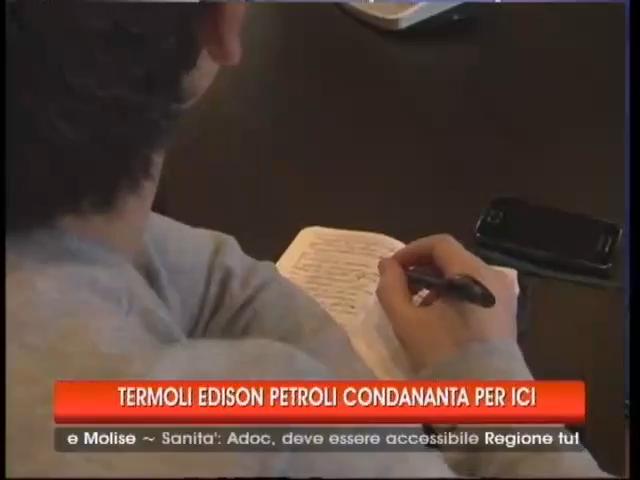 TERMOLI EDISON PETROLI CONDANANTA PER ICI
e Molise ~ Sanita': Adoc, deve essere accessibile Regione tut